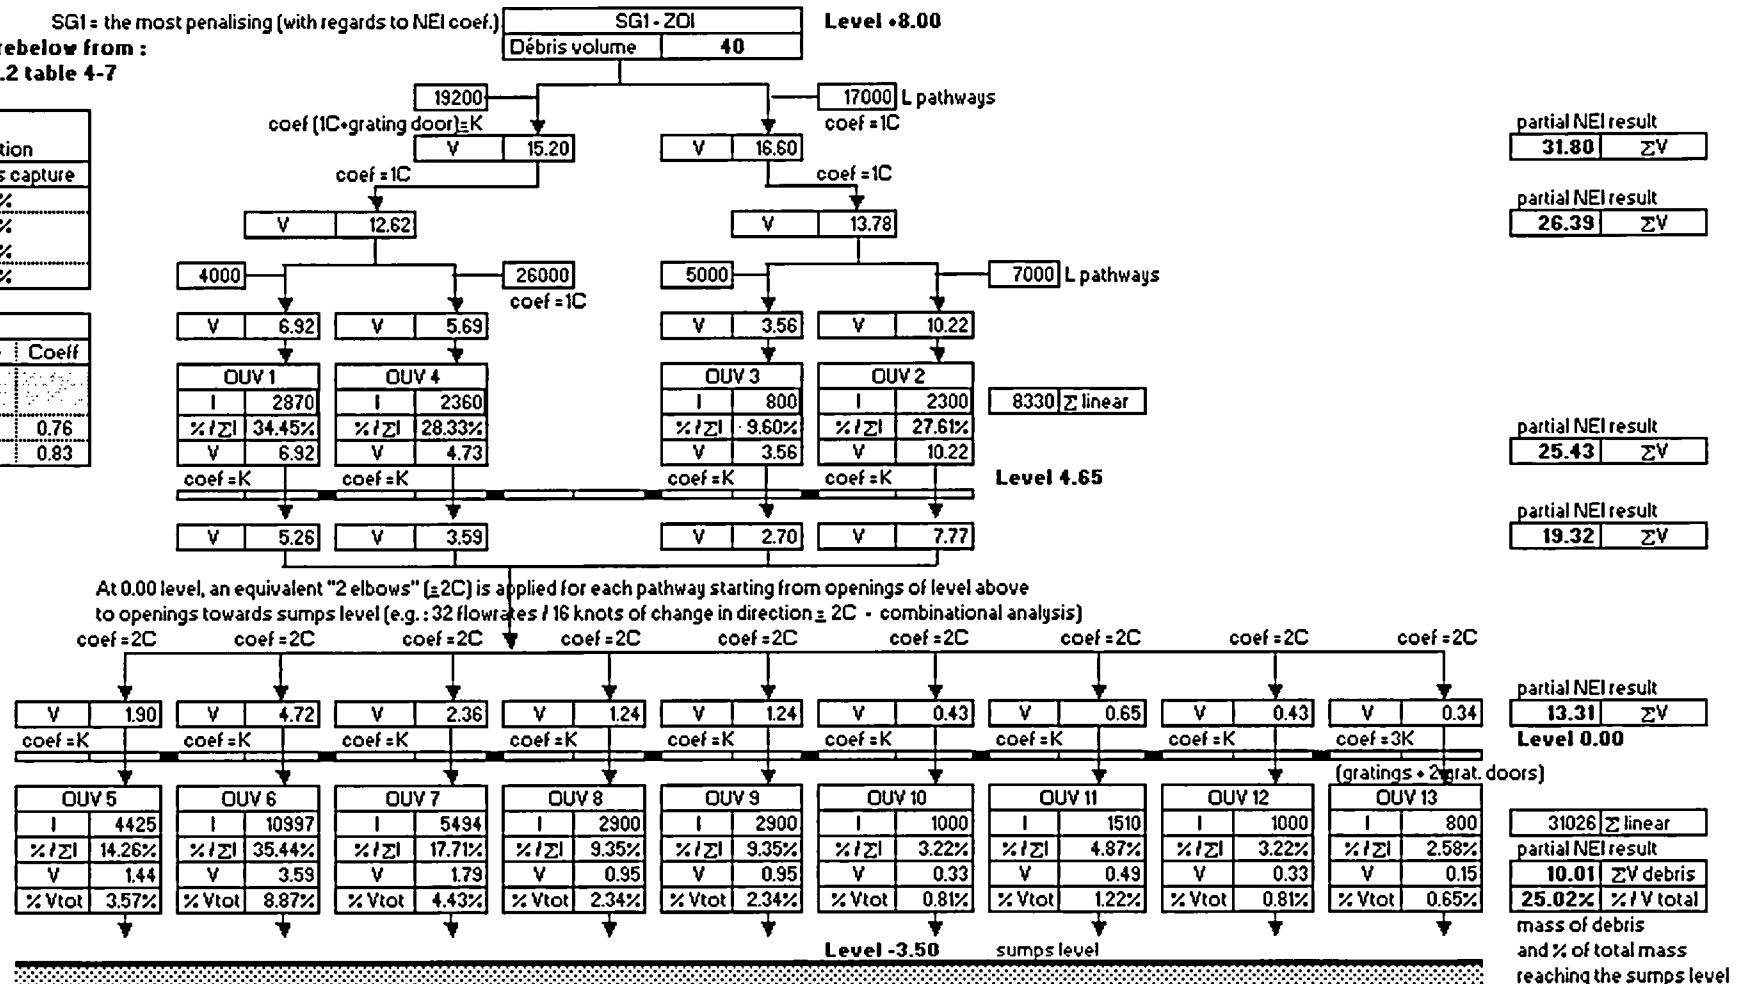 SG1 = the most penalising (with regards to NEI coef.)
SG1 - ZOI
Level +8.00
rebelow from :
Débris volume 40
.2 table 4-7
19200
17000 L pathways
coef (1C+grating door)=K
coef =1C
V 15.20
V 16.60
partial NEI result
31.80 ΣV
tion
s capture
%
%
%
%
coef =1C
coef =1C
V 12.62
V 13.78
partial NEI result
26.39 ΣV
4000
26000
5000
7000 L pathways
coef =1C
V 6.92
V 5.69
V 3.56
V 10.22
Coeff
0.76
0.83
OUV 1
OUV 4
OUV 3
OUV 2
l 2870
l 2360
l 800
l 2300
8330 Σ linear
%/Σl 34.45%
%/Σl 28.33%
%/Σl 9.60%
%/Σl 27.61%
V 6.92
V 4.73
V 3.56
V 10.22
partial NEI result
25.43 ΣV
coef =K
coef =K
coef =K
coef =K
Level 4.65
V 5.26
V 3.59
V 2.70
V 7.77
partial NEI result
19.32 ΣV
At 0.00 level, an equivalent "2 elbows" (±2C) is applied for each pathway starting from openings of level above
to openings towards sumps level (e.g. : 32 flowrates / 16 knots of change in direction ± 2C - combinational analysis)
coef =2C
coef =2C
coef =2C
coef =2C
coef =2C
coef =2C
coef =2C
coef =2C
coef =2C
V 1.90
V 4.72
V 2.36
V 1.24
V 1.24
V 0.43
V 0.65
V 0.43
V 0.34
partial NEI result
13.31 ΣV
coef =K
coef =K
coef =K
coef =K
coef =K
coef =K
coef =K
coef =K
coef =3K
Level 0.00
(gratings + 2 grat. doors)
OUV 5
OUV 6
OUV 7
OUV 8
OUV 9
OUV 10
OUV 11
OUV 12
OUV 13
l 4425
l 10997
l 5494
l 2900
l 2900
l 1000
l 1510
l 1000
l 800
31026 Σ linear
%/Σl 14.26%
%/Σl 35.44%
%/Σl 17.71%
%/Σl 9.35%
%/Σl 9.35%
%/Σl 3.22%
%/Σl 4.87%
%/Σl 3.22%
%/Σl 2.58%
partial NEI result
V 1.44
V 3.59
V 1.79
V 0.95
V 0.95
V 0.33
V 0.49
V 0.33
V 0.15
10.01 ΣV debris
% Vtot 3.57%
% Vtot 8.87%
% Vtot 4.43%
% Vtot 2.34%
% Vtot 2.34%
% Vtot 0.81%
% Vtot 1.22%
% Vtot 0.81%
% Vtot 0.65%
25.02% % / V total
mass of debris
and % of total mass
reaching the sumps level
Level -3.50 sumps level